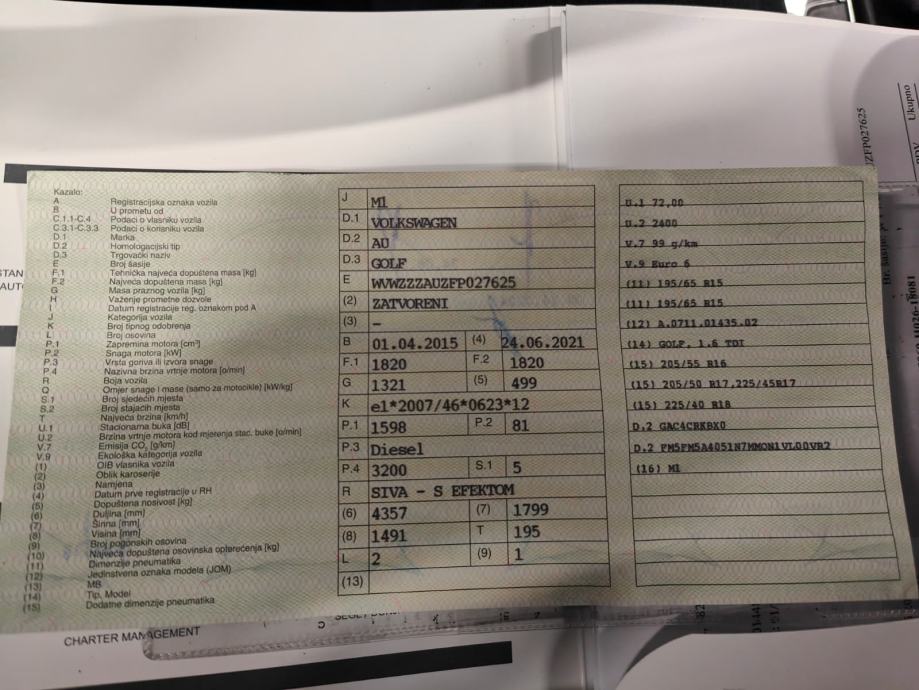 Kazalo:
A Registracijska oznaka vozila
B U prometu od
C.1.1-C.4 Podaci o vlasniku vozila
C.3.1-C.3.3 Podaci o korisniku vozila
D.1 Marka
D.2 Homologacijski tip
D.3 Trgovački naziv
E Broj šasije
F.1 Tehnička najveća dopuštena masa [kg]
F.2 Najveća dopuštena masa [kg]
G Masa praznog vozila [kg]
H Važenje prometne dozvole
I Datum registracije reg. oznakom pod A
J Kategorija vozila
K Broj tipnog odobrenja
L Broj osovina
P.1 Zapremina motora [cm³]
P.2 Snaga motora [kW]
P.3 Vrsta goriva ili izvora snage
P.4 Nazivna brzina vrtnje motora [o/min]
R Boja vozila
Q Omjer snage i mase (samo za motocikle) [kW/kg]
S.1 Broj sjedećih mjesta
S.2 Broj stajaćih mjesta
T Najveća brzina [km/h]
U.1 Stacionarna buka [dB]
U.2 Brzina vrtnje motora kod mjerenja stac. buke [o/min]
V.7 Emisija CO₂ [g/km]
V.9 Ekološka kategorija vozila
(1) OIB vlasnika vozila
(2) Oblik karoserije
(3) Namjena
(4) Datum prve registracije u RH
(5) Dopuštena nosivost [kg]
(6) Duljina [mm]
(7) Širina [mm]
(8) Visina [mm]
(9) Broj pogonskih osovina
(10) Najveća dopuštena osovinska opterećenja [kg]
(11) Dimenzije pneumatika
(12) Jedinstvena oznaka modela (JOM)
(13) MB
(14) Tip, Model
(15) Dodatne dimenzije pneumatika
J M1
D.1 VOLKSWAGEN
D.2 AU
D.3 GOLF
E WVWZZZAUZFP027625
(2) ZATVORENI
(3) –
B 01.04.2015 (4) 24.06.2021
F.1 1820 F.2 1820
G 1321 (5) 499
K e1*2007/46*0623*12
P.1 1598 P.2 81
P.3 Diesel
P.4 3200 S.1 5
R SIVA - S EFEKTOM
(6) 4357 (7) 1799
(8) 1491 T 195
L 2 (9) 1
(13)
U.1 72,00
U.2 2400
V.7 99 g/km
V.9 Euro 6
(11) 195/65 R15
(11) 195/65 R15
(12) A.0711.01435.02
(14) GOLF, 1.6 TDI
(15) 205/55 R16
(15) 205/50 R17,225/45R17
(15) 225/40 R18
D.2 GAC4CRKBX0
D.2 FM5FM5A4051N7MMON1VL00VR2
(16) M1
Ukupno
CHARTER MANAGEMENT